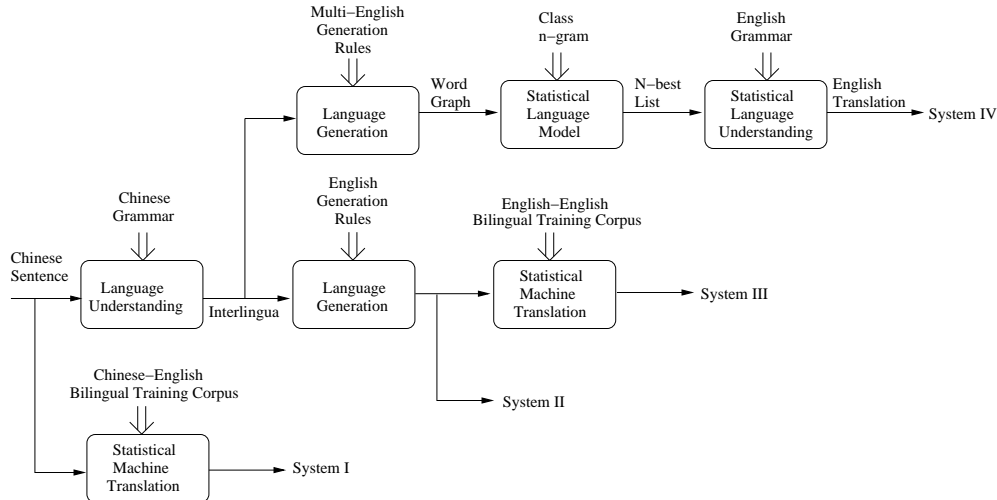 Multi−English
Generation
Rules
Class
n−gram
English
Grammar
Language
Generation
Word
Graph
Statistical
Language
Model
N−best
List
Statistical
Language
Understanding
English
Translation
System IV
Chinese
Grammar
English
Generation
Rules
English−English
Bilingual Training Corpus
Chinese
Sentence
Language
Understanding
Interlingua
Language
Generation
Statistical
Machine
Translation
System III
Chinese−English
Bilingual Training Corpus
System II
Statistical
Machine
Translation
System I